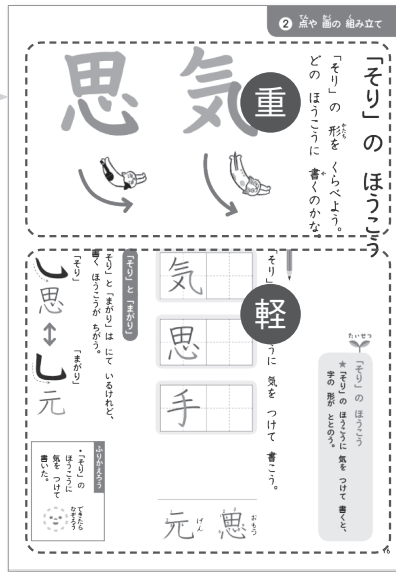 2 点や 画の 組み立て
「そり」の ほうこう
「そり」の 形を くらべよう。
どの ほうこうに 書くのかな。
重
気
思
たいせつ
「そり」の ほうこう
★「そり」の ほうこうに 気を つけて 書くと、
字の 形が ととのう。
軽
「そり」
うに 気を つけて 書こう。
気
思
手
思 おもう
元 げん
「そり」と「まがり」
「そり」と「まがり」は にて いるけれど、
書く ほうこうが ちがう。
「そり」
思
「まがり」
元
ふりかえろう
・「そり」の
ほうこうに
気を つけて
書いた。
できたら
なぞろう
16